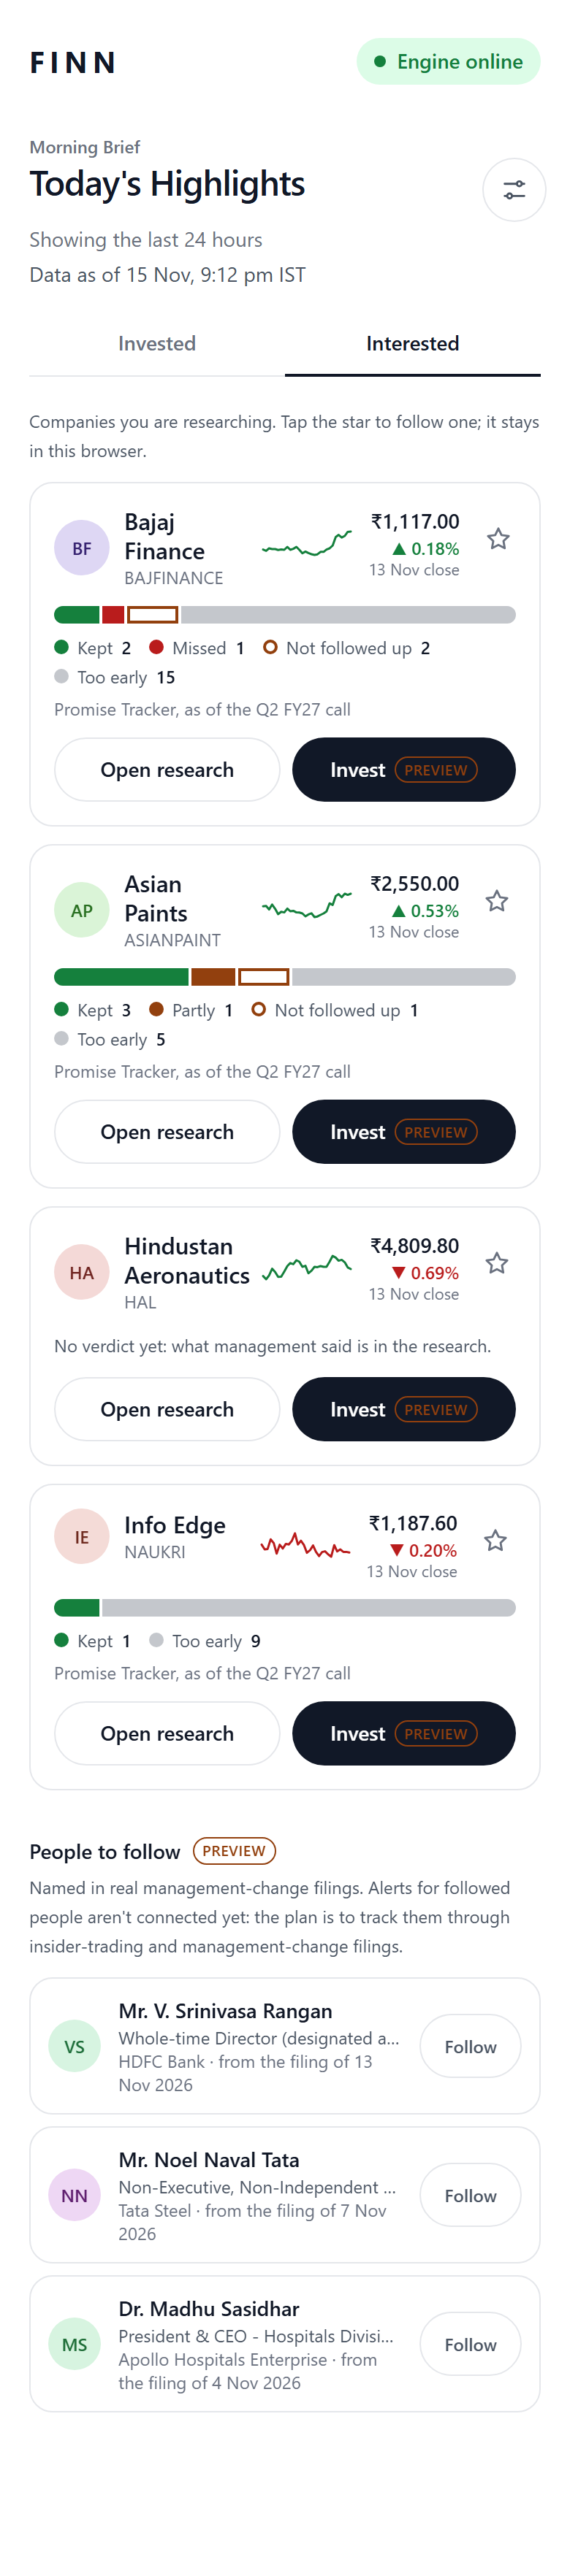 FINN
Engine online
Morning Brief
Today's Highlights
Showing the last 24 hours
Data as of 15 Nov, 9:12 pm IST
Invested
Interested
Companies you are researching. Tap the star to follow one; it stays
in this browser.
BF
Bajaj
Finance
BAJFINANCE
₹1,117.00
▲ 0.18%
13 Nov close
Kept 2 Missed 1 Not followed up 2
Too early 15
Promise Tracker, as of the Q2 FY27 call
Open research
Invest PREVIEW
AP
Asian
Paints
ASIANPAINT
₹2,550.00
▲ 0.53%
13 Nov close
Kept 3 Partly 1 Not followed up 1
Too early 5
Promise Tracker, as of the Q2 FY27 call
Open research
Invest PREVIEW
HA
Hindustan
Aeronautics
HAL
₹4,809.80
▼ 0.69%
13 Nov close
No verdict yet: what management said is in the research.
Open research
Invest PREVIEW
IE
Info Edge
NAUKRI
₹1,187.60
▼ 0.20%
13 Nov close
Kept 1 Too early 9
Promise Tracker, as of the Q2 FY27 call
Open research
Invest PREVIEW
People to follow PREVIEW
Named in real management-change filings. Alerts for followed
people aren't connected yet: the plan is to track them through
insider-trading and management-change filings.
VS
Mr. V. Srinivasa Rangan
Whole-time Director (designated a...
HDFC Bank · from the filing of 13
Nov 2026
Follow
NN
Mr. Noel Naval Tata
Non-Executive, Non-Independent ...
Tata Steel · from the filing of 7 Nov
2026
Follow
MS
Dr. Madhu Sasidhar
President & CEO - Hospitals Divisi...
Apollo Hospitals Enterprise · from
the filing of 4 Nov 2026
Follow